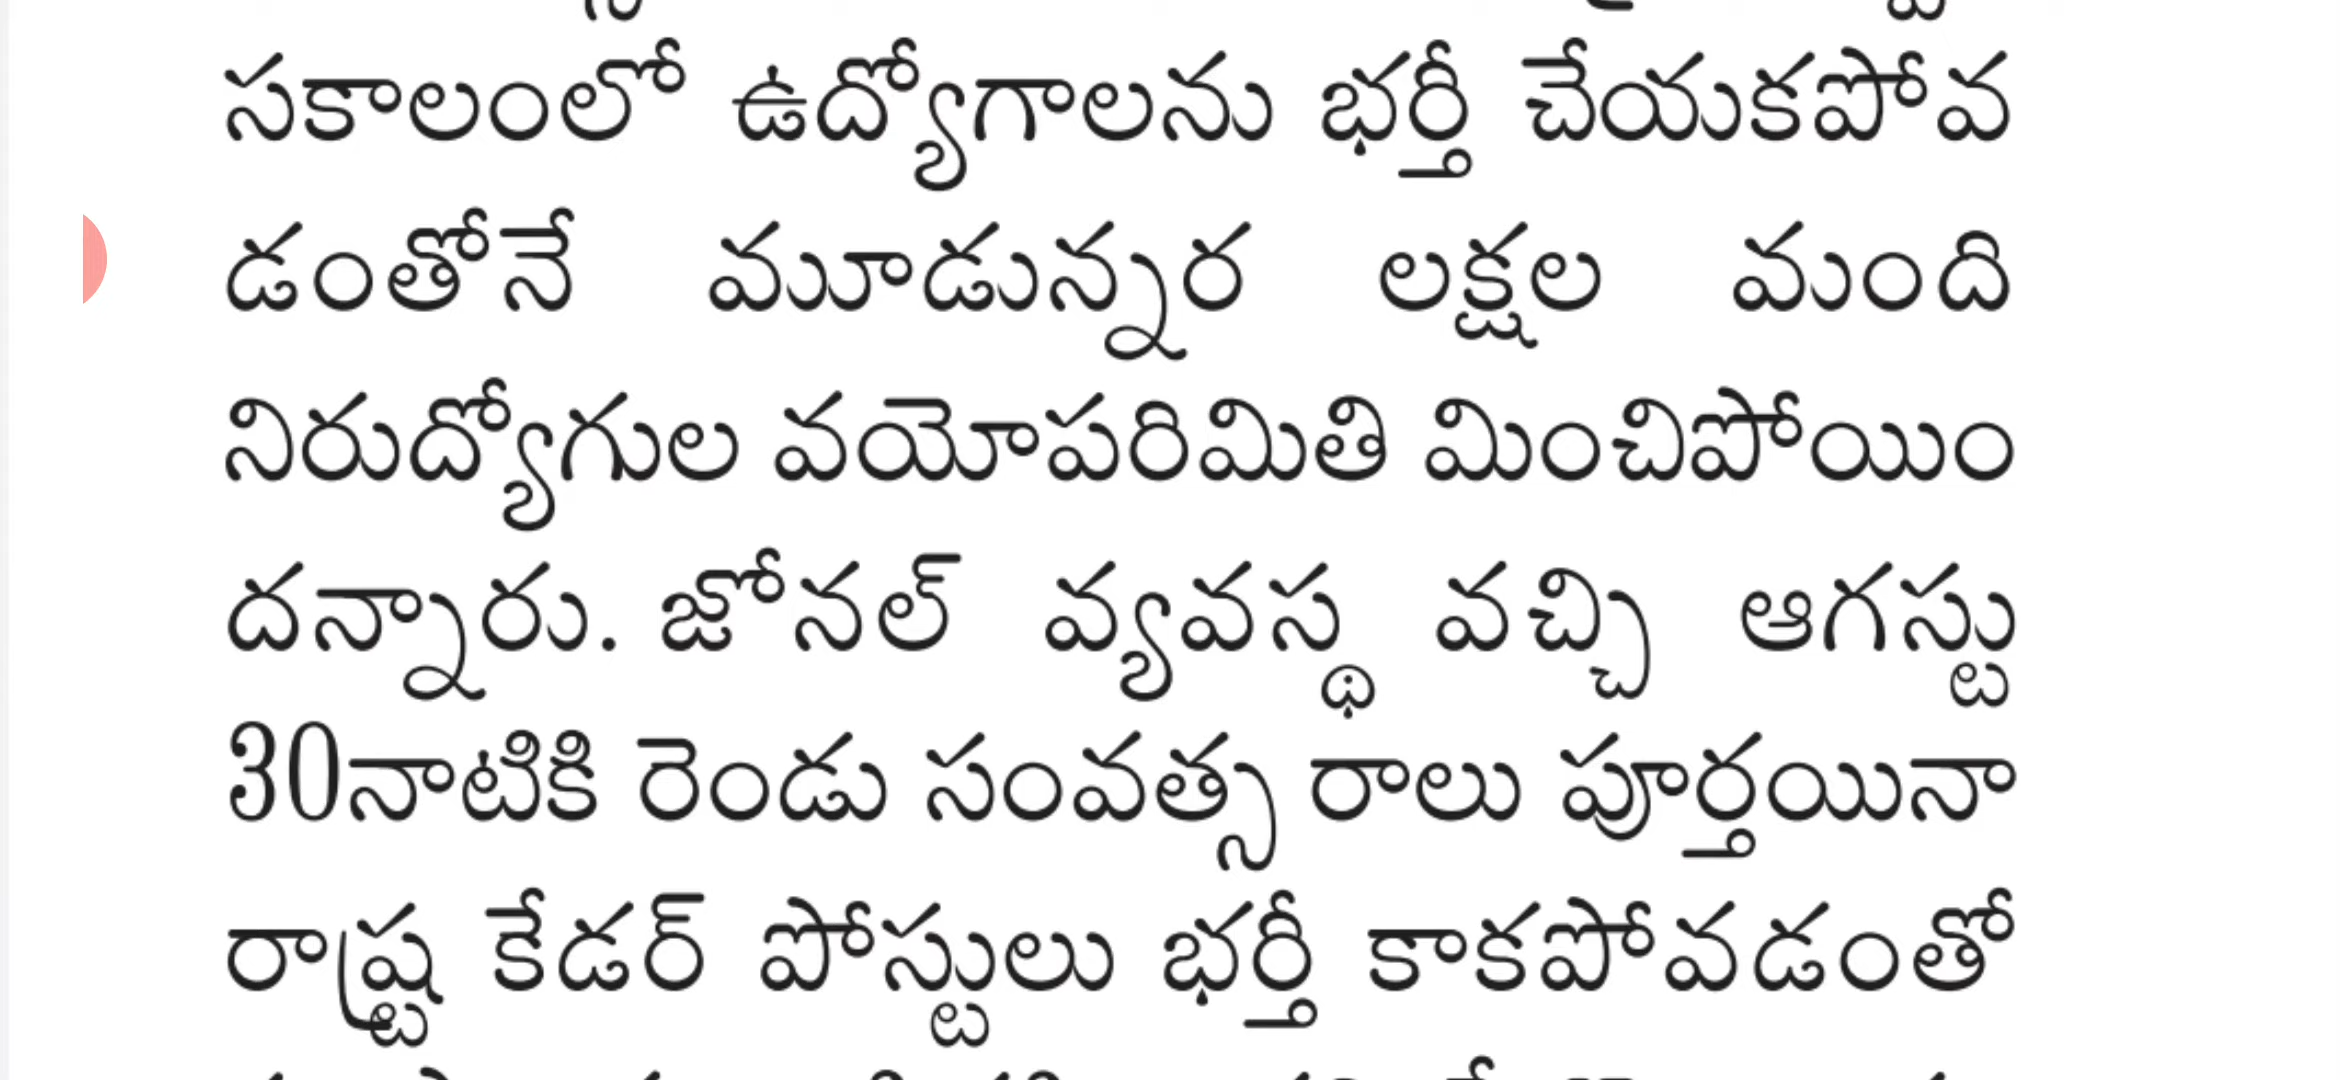 సకాలంలో ఉద్యోగాలను భర్తీ చేయకపోవ
డంతోనే మూడున్నర లక్షల మంది
నిరుద్యోగుల వయోపరిమితి మించిపోయిం
దన్నారు. జోనల్ వ్యవస్థ వచ్చి ఆగస్టు
30నాటికి రెండు సంవత్స రాలు పూర్తయినా
రాష్ట్ర కేడర్ పోస్టులు భర్తీ కాకపోవడంతో